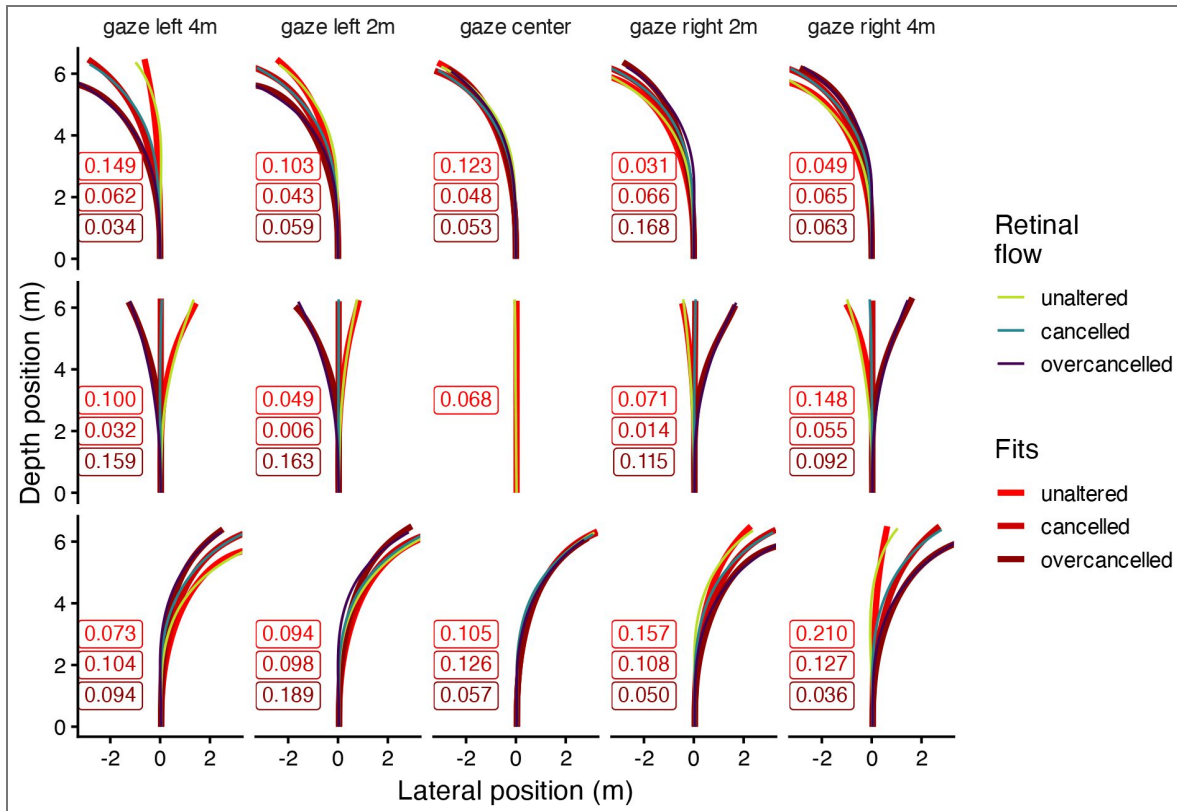 gaze left 4m gaze left 2m gaze center gaze right 2m gaze right 4m
Depth position (m)
6
4
2
0
0.149 0.103 0.123 0.031 0.049
0.062 0.043 0.048 0.066 0.065
0.034 0.059 0.053 0.168 0.063
6
4
2
0
0.100 0.049 0.068 0.071 0.148
0.032 0.006 0.014 0.055
0.159 0.163 0.115 0.092
6
4
2
0
0.073 0.094 0.105 0.157 0.210
0.104 0.098 0.126 0.108 0.127
0.094 0.189 0.057 0.050 0.036
-2 0 2 -2 0 2 -2 0 2 -2 0 2 -2 0 2
Lateral position (m)
Retinal
flow
unaltered
cancelled
overcancelled
Fits
unaltered
cancelled
overcancelled